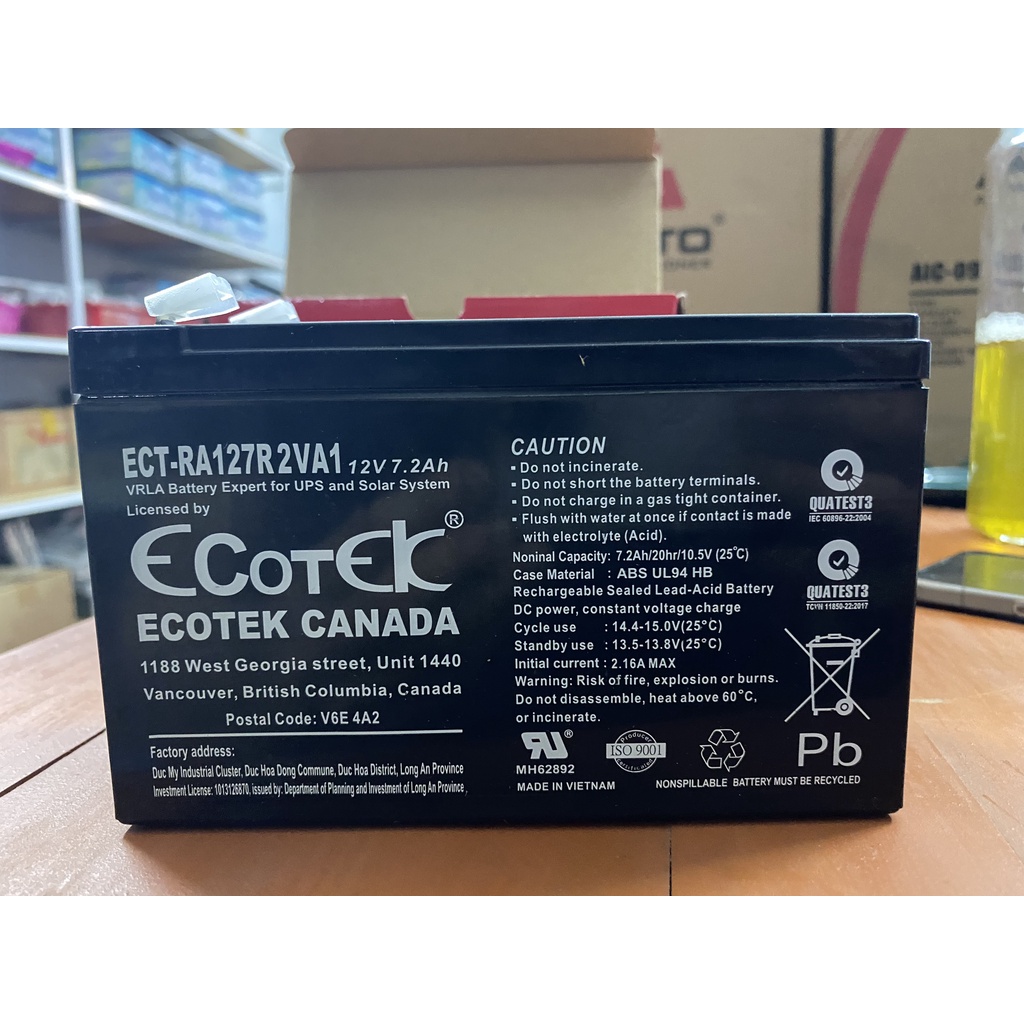 ECT-RA127R2VA1 12V 7.2Ah
VRLA Battery Expert for UPS and Solar System
Licensed by
ECOTEK®
ECOTEK CANADA
1188 West Georgia street, Unit 1440
Vancouver, British Columbia, Canada
Postal Code: V6E 4A2
Factory address:
Duc My Industrial Cluster, Duc Hoa Dong Commune, Duc Hoa District, Long An Province
Investment License: 1013126870, issued by: Department of Planning and Investment of Long An Province
CAUTION
▪ Do not incinerate.
▪ Do not short the battery terminals.
▪ Do not charge in a gas tight container.
▪ Flush with water at once if contact is made
with electrolyte (Acid).
Noninal Capacity: 7.2Ah/20hr/10.5V (25°C)
Case Material : ABS UL94 HB
Rechargeable Sealed Lead-Acid Battery
DC power, constant voltage charge
Cycle use : 14.4-15.0V(25°C)
Standby use : 13.5-13.8V(25°C)
Initial current : 2.16A MAX
Warning: Risk of fire, explosion or burns.
Do not disassemble, heat above 60°C,
or incinerate.
MH62892
MADE IN VIETNAM
Producer
ISO 9001
NONSPILLABLE BATTERY MUST BE RECYCLED
QUATEST3
IEC 60896-22:2004
QUATEST3
11850-22:2017
Pb
TO®
AIC-09